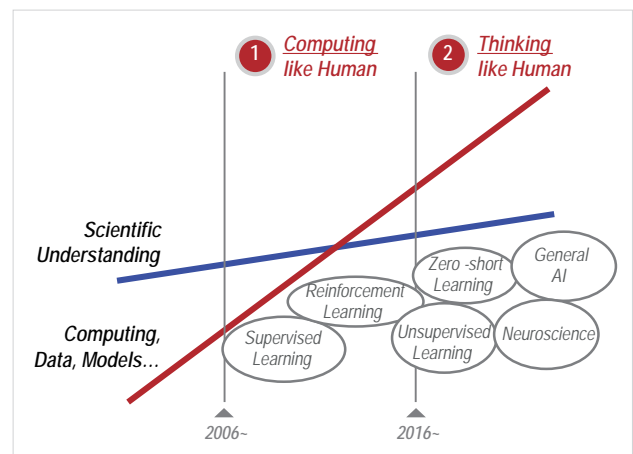 1 Computing
like Human
2 Thinking
like Human
Scientific
Understanding
Computing,
Data, Models...
Zero -short
Learning
General
AI
Reinforcement
Learning
Supervised
Learning
Unsupervised
Learning
Neuroscience
2006~
2016~